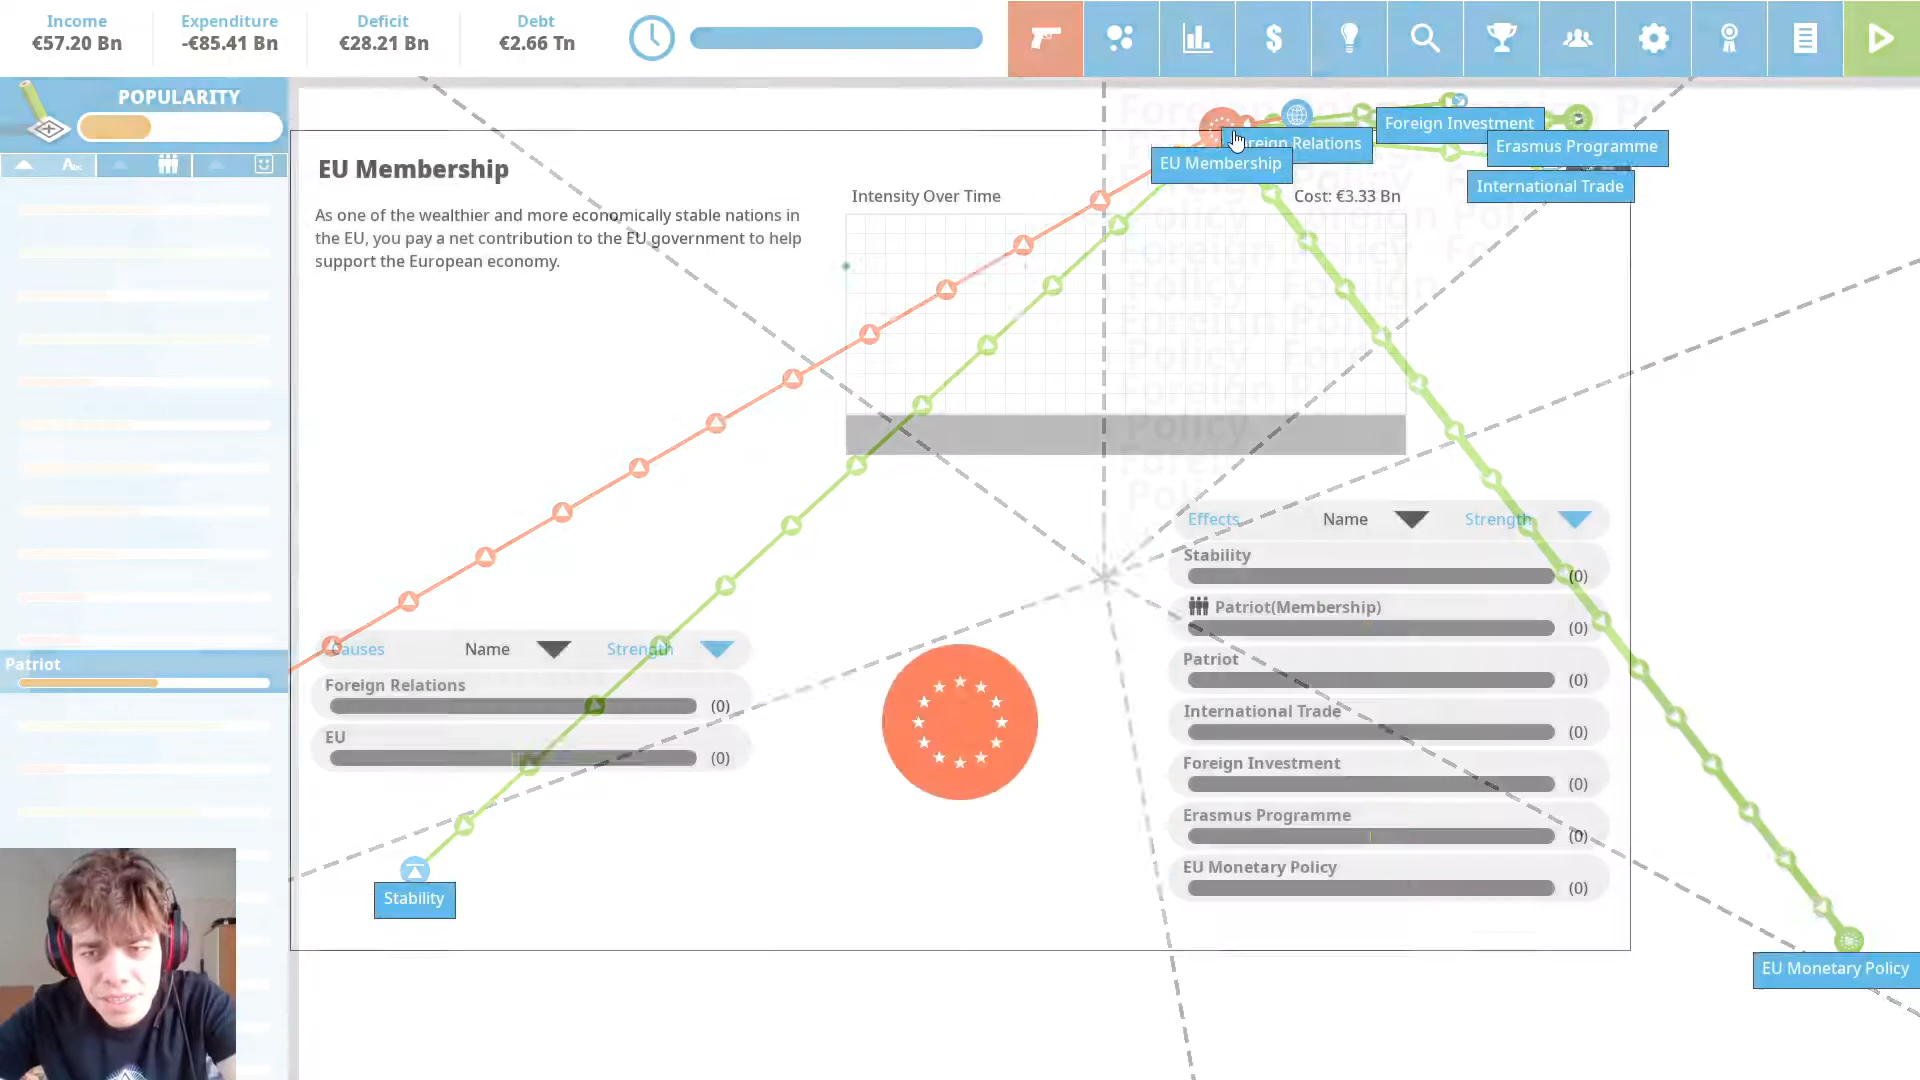 Income
€57.20 Bn
Expenditure
-€85.41 Bn
Deficit
€28.21 Bn
Debt
€2.66 Tn
POPULARITY
Patriot
EU Membership
As one of the wealthier and more economically stable nations in
the EU, you pay a net contribution to the EU government to help
support the European economy.
Intensity Over Time
Cost: €3.33 Bn
Foreign Relations
EU Membership
Foreign Investment
Erasmus Programme
International Trade
Foreign
Policy
Causes Name Strength
Foreign Relations
(0)
EU
(0)
Effects Name Strength
Stability
(0)
Patriot(Membership)
(0)
Patriot
(0)
International Trade
(0)
Foreign Investment
(0)
Erasmus Programme
(0)
EU Monetary Policy
(0)
Stability
EU Monetary Policy